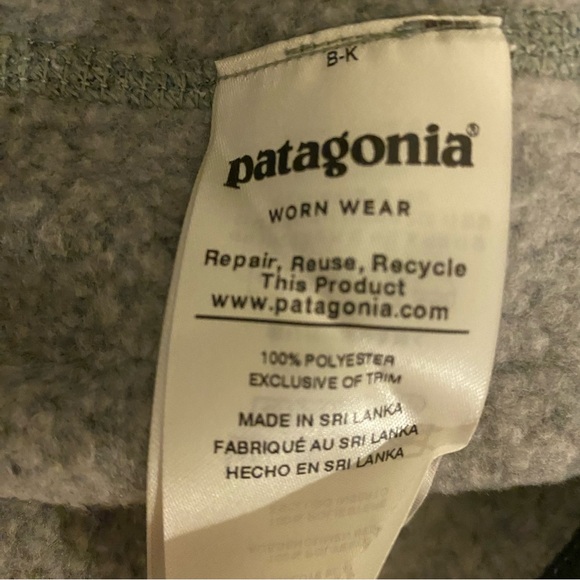 B-K
patagonia®
WORN WEAR
Repair, Reuse, Recycle
This Product
www.patagonia.com
100% POLYESTER
EXCLUSIVE OF TRIM
MADE IN SRI LANKA
FABRIQUÉ AU SRI LANKA
HECHO EN SRI LANKA